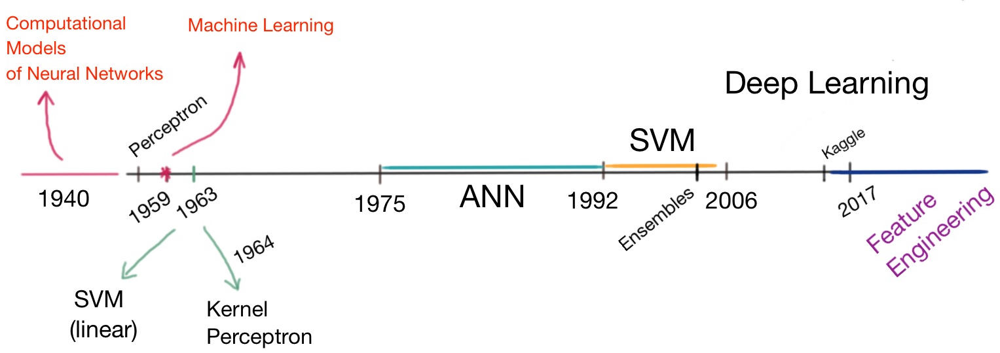 Computational
Models
of Neural Networks
Machine Learning
Perceptron
Deep Learning
SVM
Kaggle
1940
1959
1963
1975
ANN
1992
Ensembles
2006
2017
Feature
Engineering
1964
SVM
(linear)
Kernel
Perceptron